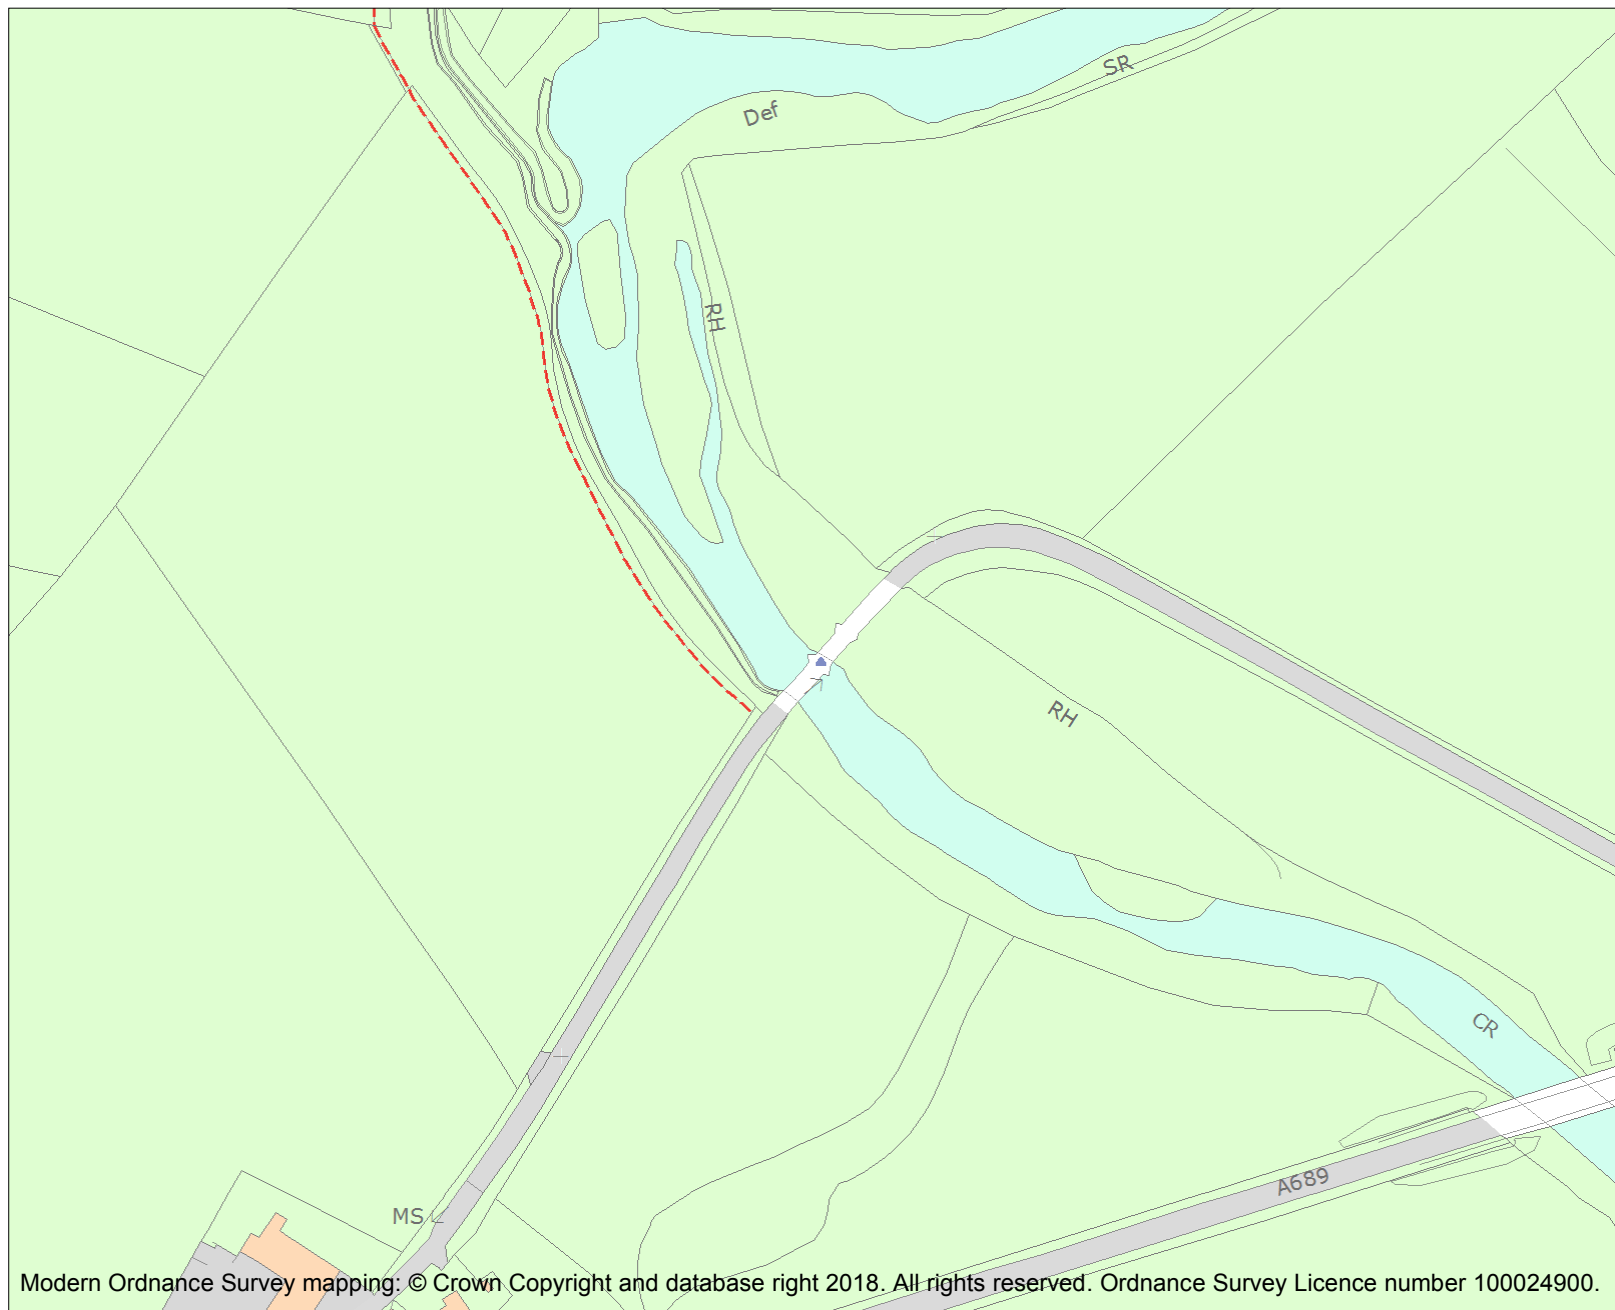 SR
Def
RH
RH
CR
A689
MS
Modern Ordnance Survey mapping: © Crown Copyright and database right 2018. All rights reserved. Ordnance Survey Licence number 100024900.